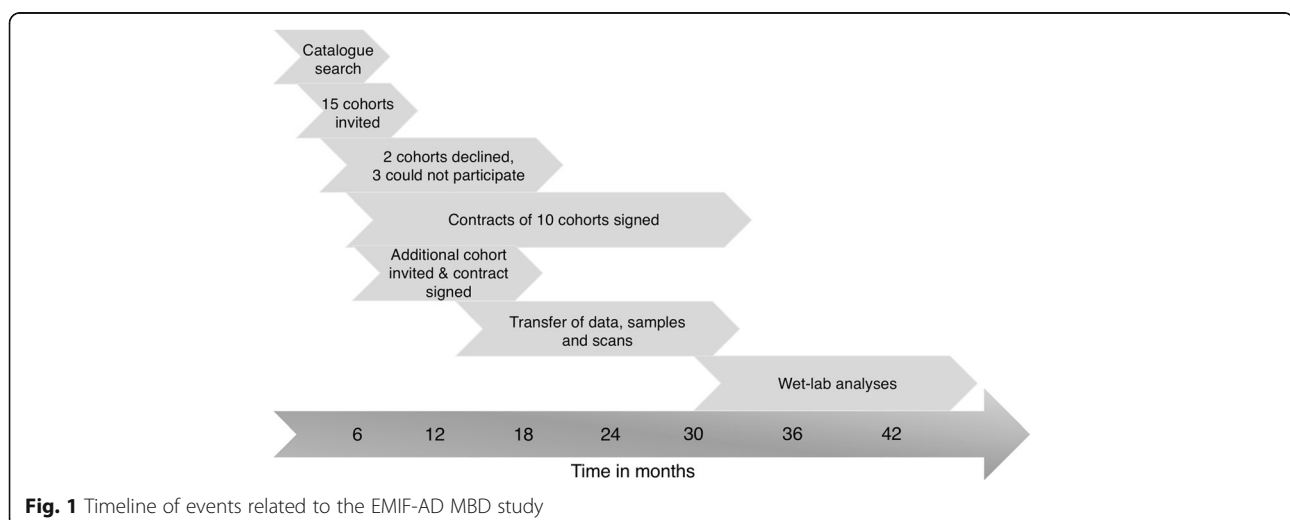 Catalogue
search
15 cohorts
invited
2 cohorts declined,
3 could not participate
Contracts of 10 cohorts signed
Additional cohort
invited & contract
signed
Transfer of data, samples
and scans
Wet-lab analyses
6 12 18 24 30 36 42
Time in months
Fig. 1 Timeline of events related to the EMIF-AD MBD study